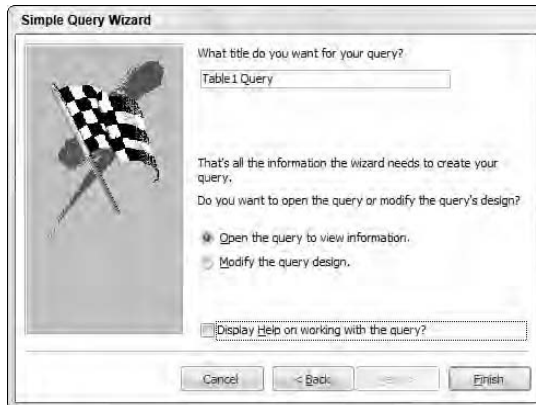 Simple Query Wizard
What title do you want for your query?
Table1 Query
That's all the information the wizard needs to create your
query.
Do you want to open the query or modify the query's design?
Open the query to view information.
Modify the query design.
Display Help on working with the query?
Cancel
< Back
Finish